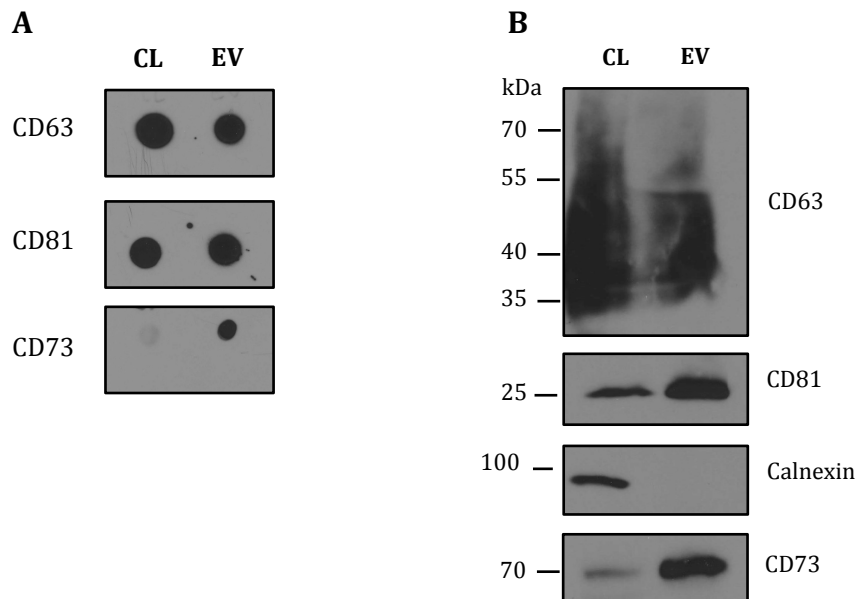 A
CL EV
CD63
CD81
CD73
B
CL EV
kDa
70
55
40
35
CD63
25
CD81
100
Calnexin
70
CD73